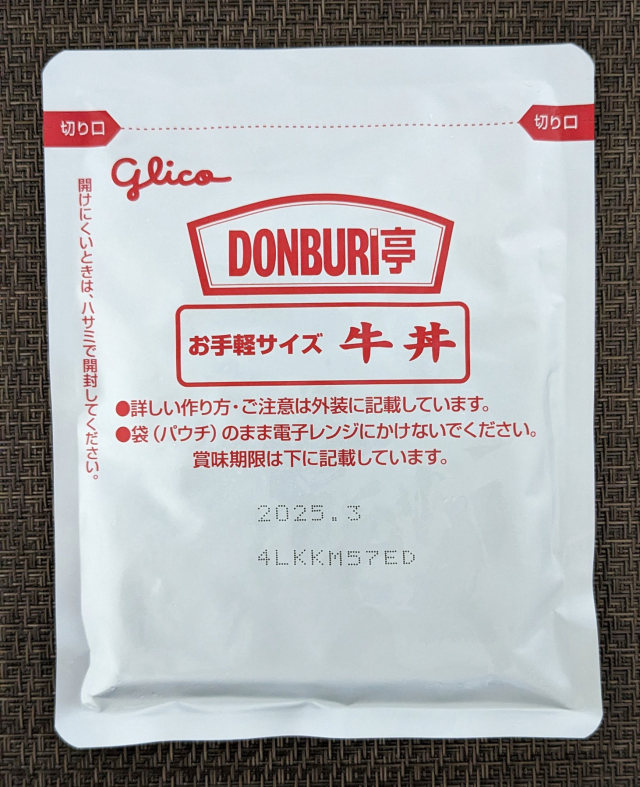 切り口
切り口
glico
開けにくいときは、ハサミで開封してください。
DONBURi亭
お手軽サイズ 牛丼
●詳しい作り方・ご注意は外装に記載しています。
●袋（パウチ）のまま電子レンジにかけないでください。
賞味期限は下に記載しています。
2025.3
4LKKM57ED